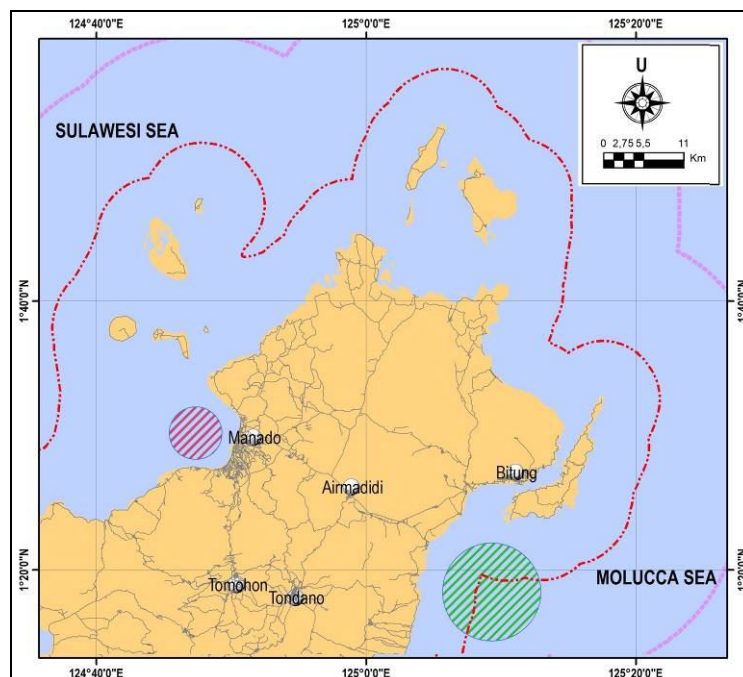 124°40'0"E 125°0'0"E 125°20'0"E
U
0 2,75 5,5 11
Km
SULAWESI SEA
1°40'0"N 1°40'0"N
Manado
Airmadidi
Bitung
1°20'0"N 1°20'0"N
MOLUCCA SEA
Tomohon
Tondano
124°40'0"E 125°0'0"E 125°20'0"E